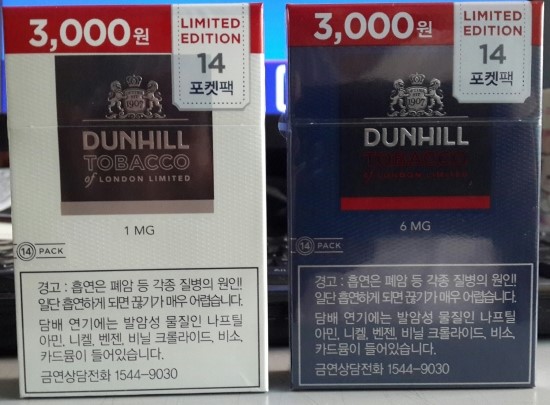 3,000원
LIMITED
EDITION
14
포켓팩
1907
DUNHILL
TOBACCO
of LONDON LIMITED
1 MG
14 PACK
경고 : 흡연은 폐암 등 각종 질병의 원인!
일단 흡연하게 되면 끊기가 매우 어렵습니다.
담배 연기에는 발암성 물질인 나프틸
아민, 니켈, 벤젠, 비닐 크롤라이드, 비소,
카드뮴이 들어있습니다.
금연상담전화 1544-9030
3,000원
LIMITED
EDITION
14
포켓팩
1907
DUNHILL
TOBACCO
of LONDON LIMITED
6 MG
14 PACK
경고 : 흡연은 폐암 등 각종 질병의 원인!
일단 흡연하게 되면 끊기가 매우 어렵습니다.
담배 연기에는 발암성 물질인 나프틸
아민, 니켈, 벤젠, 비닐 크롤라이드, 비소,
카드뮴이 들어있습니다.
금연상담전화 1544-9030